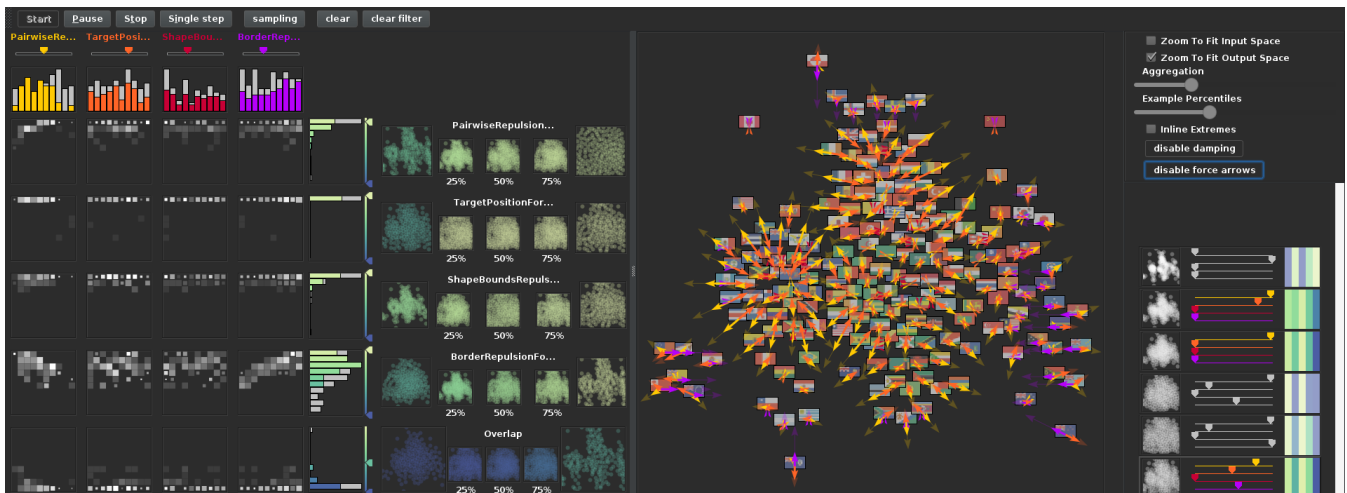 Start Pause Stop Single step sampling clear clear filter
PairwiseRe... TargetPosi... ShapeBou... BorderRep...
Zoom To Fit Input Space
Zoom To Fit Output Space
Aggregation
Example Percentiles
Inline Extremes
disable damping
disable force arrows
PairwiseRepulsion...
25% 50% 75%
TargetPositionFor...
25% 50% 75%
ShapeBoundsRepuls...
25% 50% 75%
BorderRepulsionFo...
25% 50% 75%
Overlap
25% 50% 75%